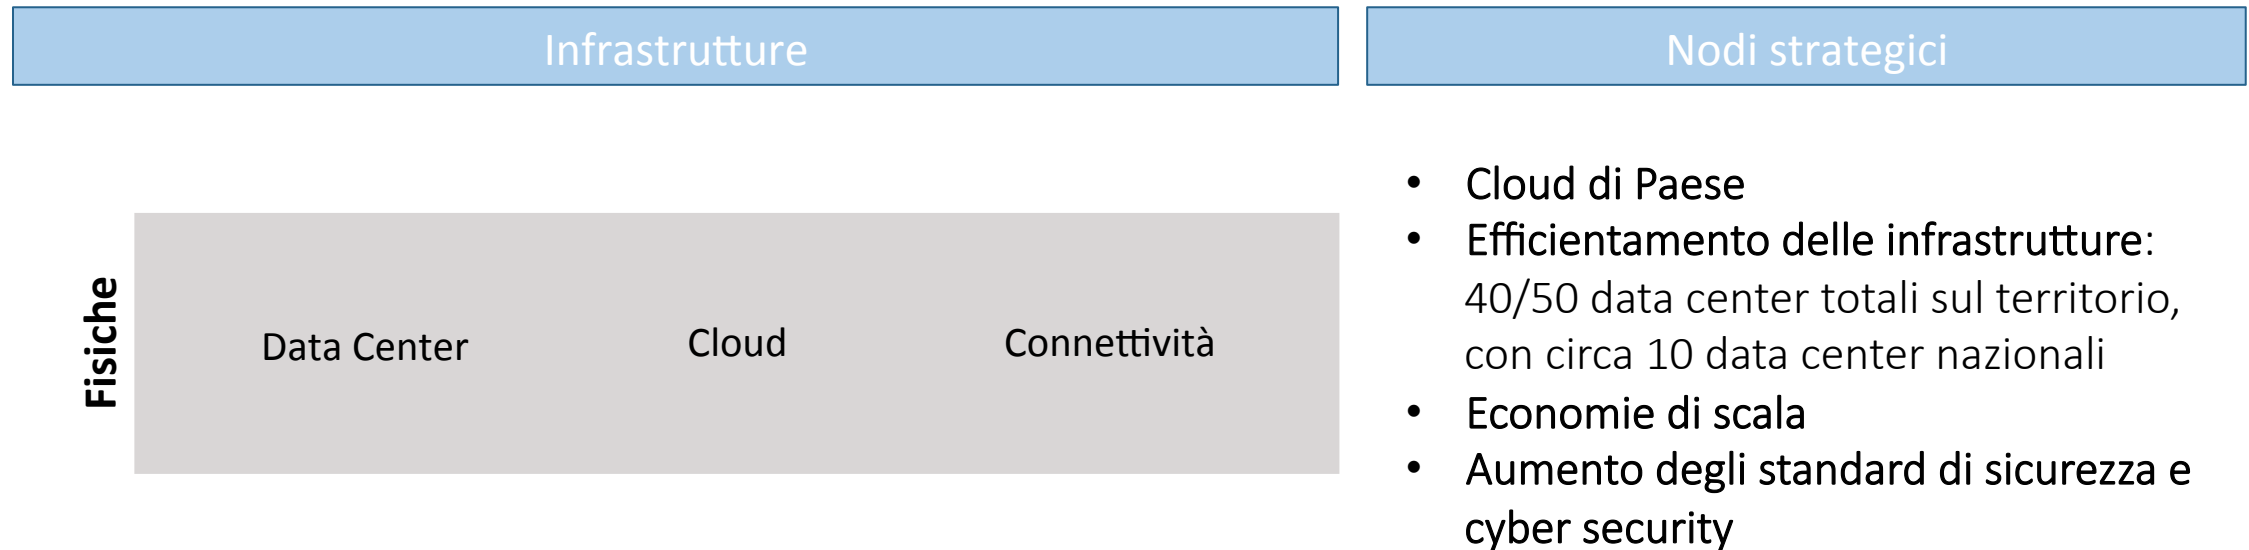 Infrastrutture
Nodi strategici
Fisiche
Data Center
Cloud
Connettività
• Cloud di Paese
• Efficientamento delle infrastrutture:
40/50 data center totali sul territorio,
con circa 10 data center nazionali
• Economie di scala
• Aumento degli standard di sicurezza e
cyber security